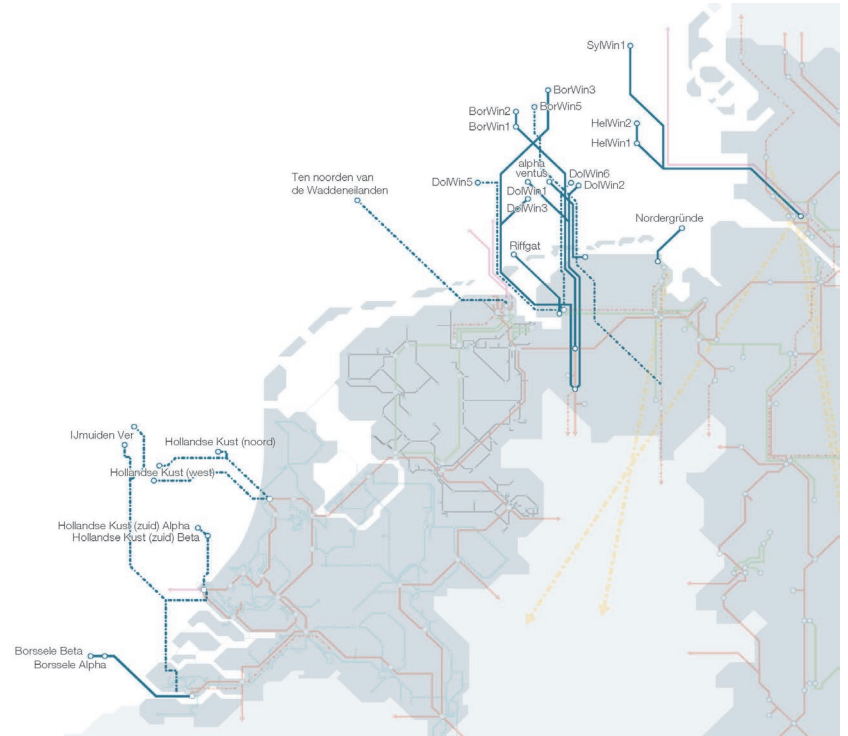 SylWin1
BorWin3
BorWin2
BorWin5
BorWin1
HelWin2
HelWin1
alpha
ventus
Ten noorden van
de Waddeneilanden
DolWin5
DolWin6
DolWin1
DolWin2
DolWin3
Nordergründe
Riffgat
IJmuiden Ver
Hollandse Kust (noord)
Hollandse Kust (west)
Hollandse Kust (zuid) Alpha
Hollandse Kust (zuid) Beta
Borssele Beta
Borssele Alpha